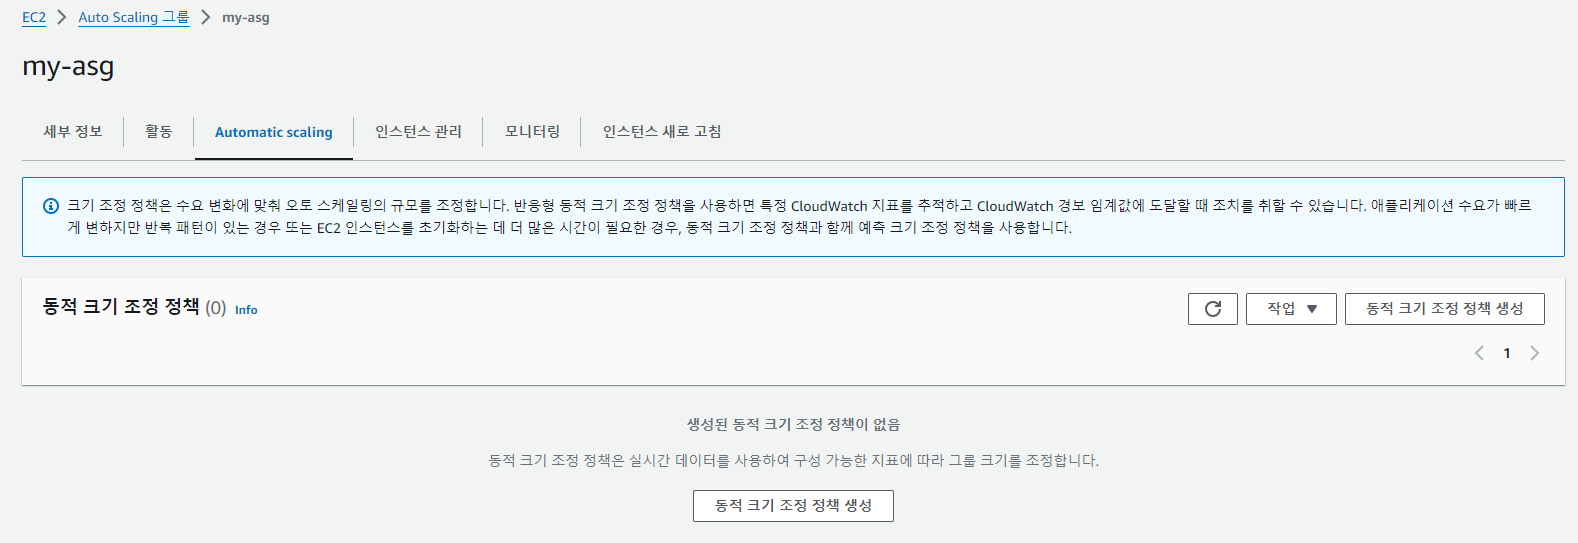 EC2 > Auto Scaling 그룹 > my-asg
my-asg
세부 정보 활동 Automatic scaling 인스턴스 관리 모니터링 인스턴스 새로 고침
크기 조정 정책은 수요 변화에 맞춰 오토 스케일링의 규모를 조정합니다. 반응형 동적 크기 조정 정책을 사용하면 특정 CloudWatch 지표를 추적하고 CloudWatch 경보 임계값에 도달할 때 조치를 취할 수 있습니다. 애플리케이션 수요가 빠르
게 변하지만 반복 패턴이 있는 경우 또는 EC2 인스턴스를 초기화하는 데 더 많은 시간이 필요한 경우, 동적 크기 조정 정책과 함께 예측 크기 조정 정책을 사용합니다.
동적 크기 조정 정책 (0) Info 작업 동적 크기 조정 정책 생성
1
생성된 동적 크기 조정 정책이 없음
동적 크기 조정 정책은 실시간 데이터를 사용하여 구성 가능한 지표에 따라 그룹 크기를 조정합니다.
동적 크기 조정 정책 생성